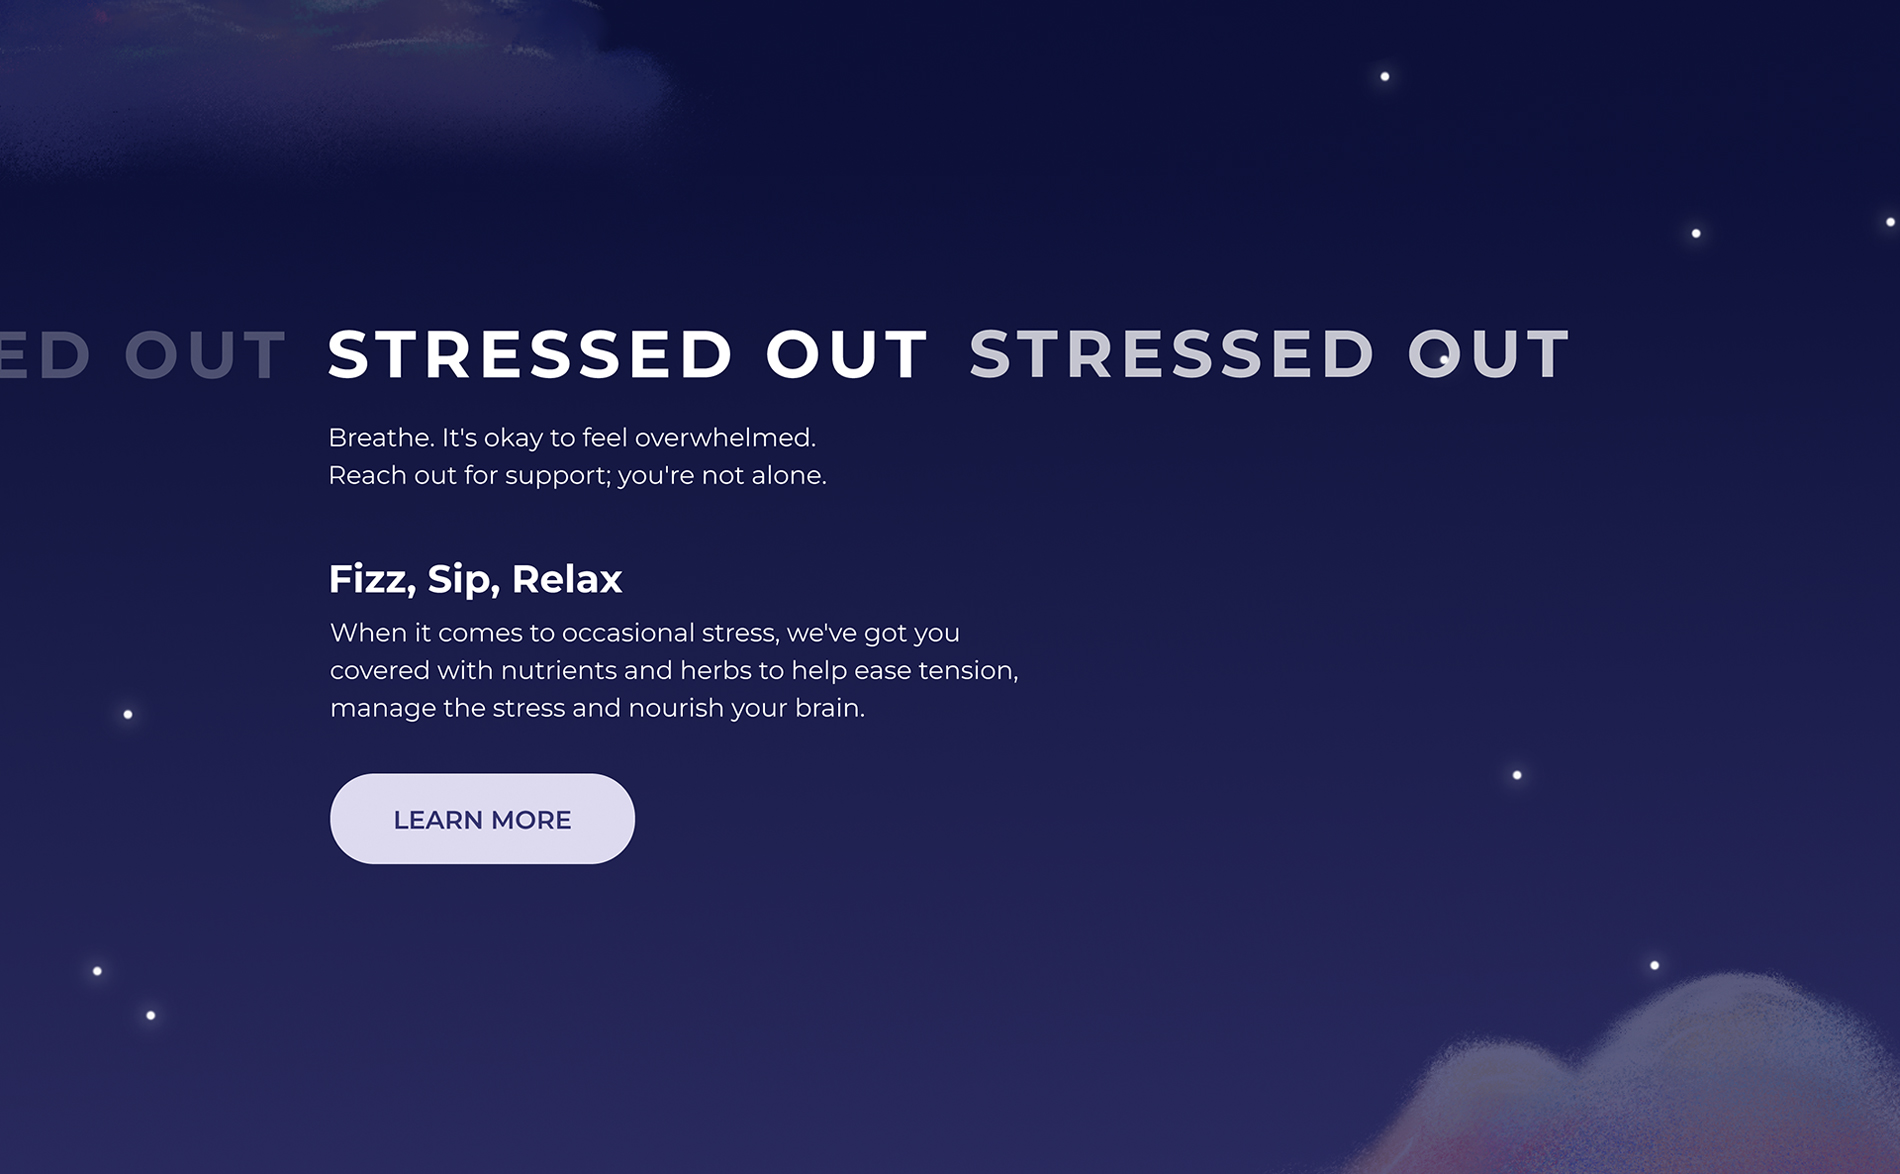 ED OUT STRESSED OUT STRESSED OUT
Breathe. It's okay to feel overwhelmed.
Reach out for support; you're not alone.
Fizz, Sip, Relax
When it comes to occasional stress, we've got you
covered with nutrients and herbs to help ease tension,
manage the stress and nourish your brain.
LEARN MORE